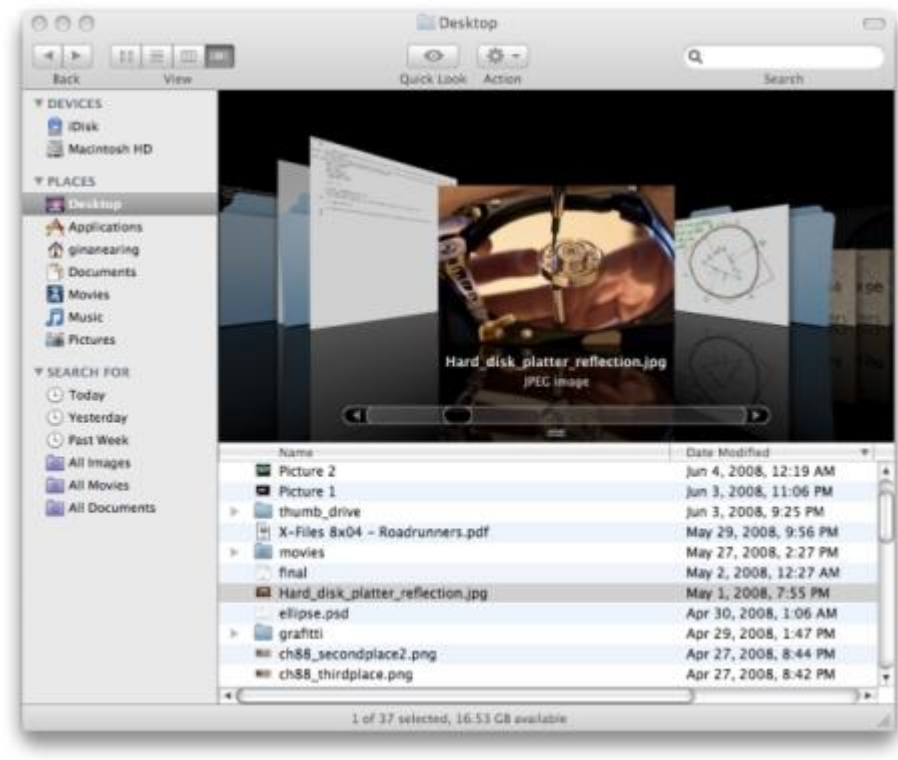 Desktop
Back View Quick Look Action Search
DEVICES
iDisk
Macintosh HD
PLACES
Desktop
Applications
ginanearing
Documents
Movies
Music
Pictures
SEARCH FOR
Today
Yesterday
Past Week
All Images
All Movies
All Documents
Hard_disk_platter_reflection.jpg
JPEG image
Name Date Modified
Picture 2 Jun 4, 2008, 12:19 AM
Picture 1 Jun 3, 2008, 11:06 PM
thumb_drive Jun 3, 2008, 9:25 PM
X-Files 8x04 - Roadrunners.pdf May 29, 2008, 9:56 PM
movies May 27, 2008, 2:27 PM
final May 2, 2008, 12:27 AM
Hard_disk_platter_reflection.jpg May 1, 2008, 7:55 PM
ellipse.psd Apr 30, 2008, 1:06 AM
grafitti Apr 29, 2008, 1:47 PM
ch88_secondplace2.png Apr 27, 2008, 8:44 PM
ch88_thirdplace.png Apr 27, 2008, 8:42 PM
1 of 37 selected, 16.53 GB available